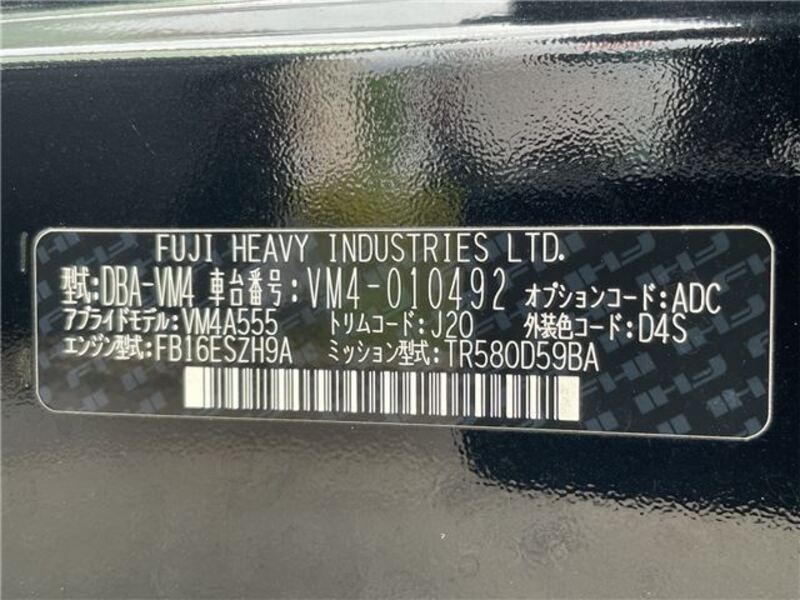 FUJI HEAVY INDUSTRIES LTD.
型式:DBA-VM4 車台番号:VM4-010492 オプションコード:ADC
アプライドモデル:VM4A555 トリムコード:J20 外装色コード:D4S
エンジン型式:FB16ESZH9A ミッション型式:TR580D59BA